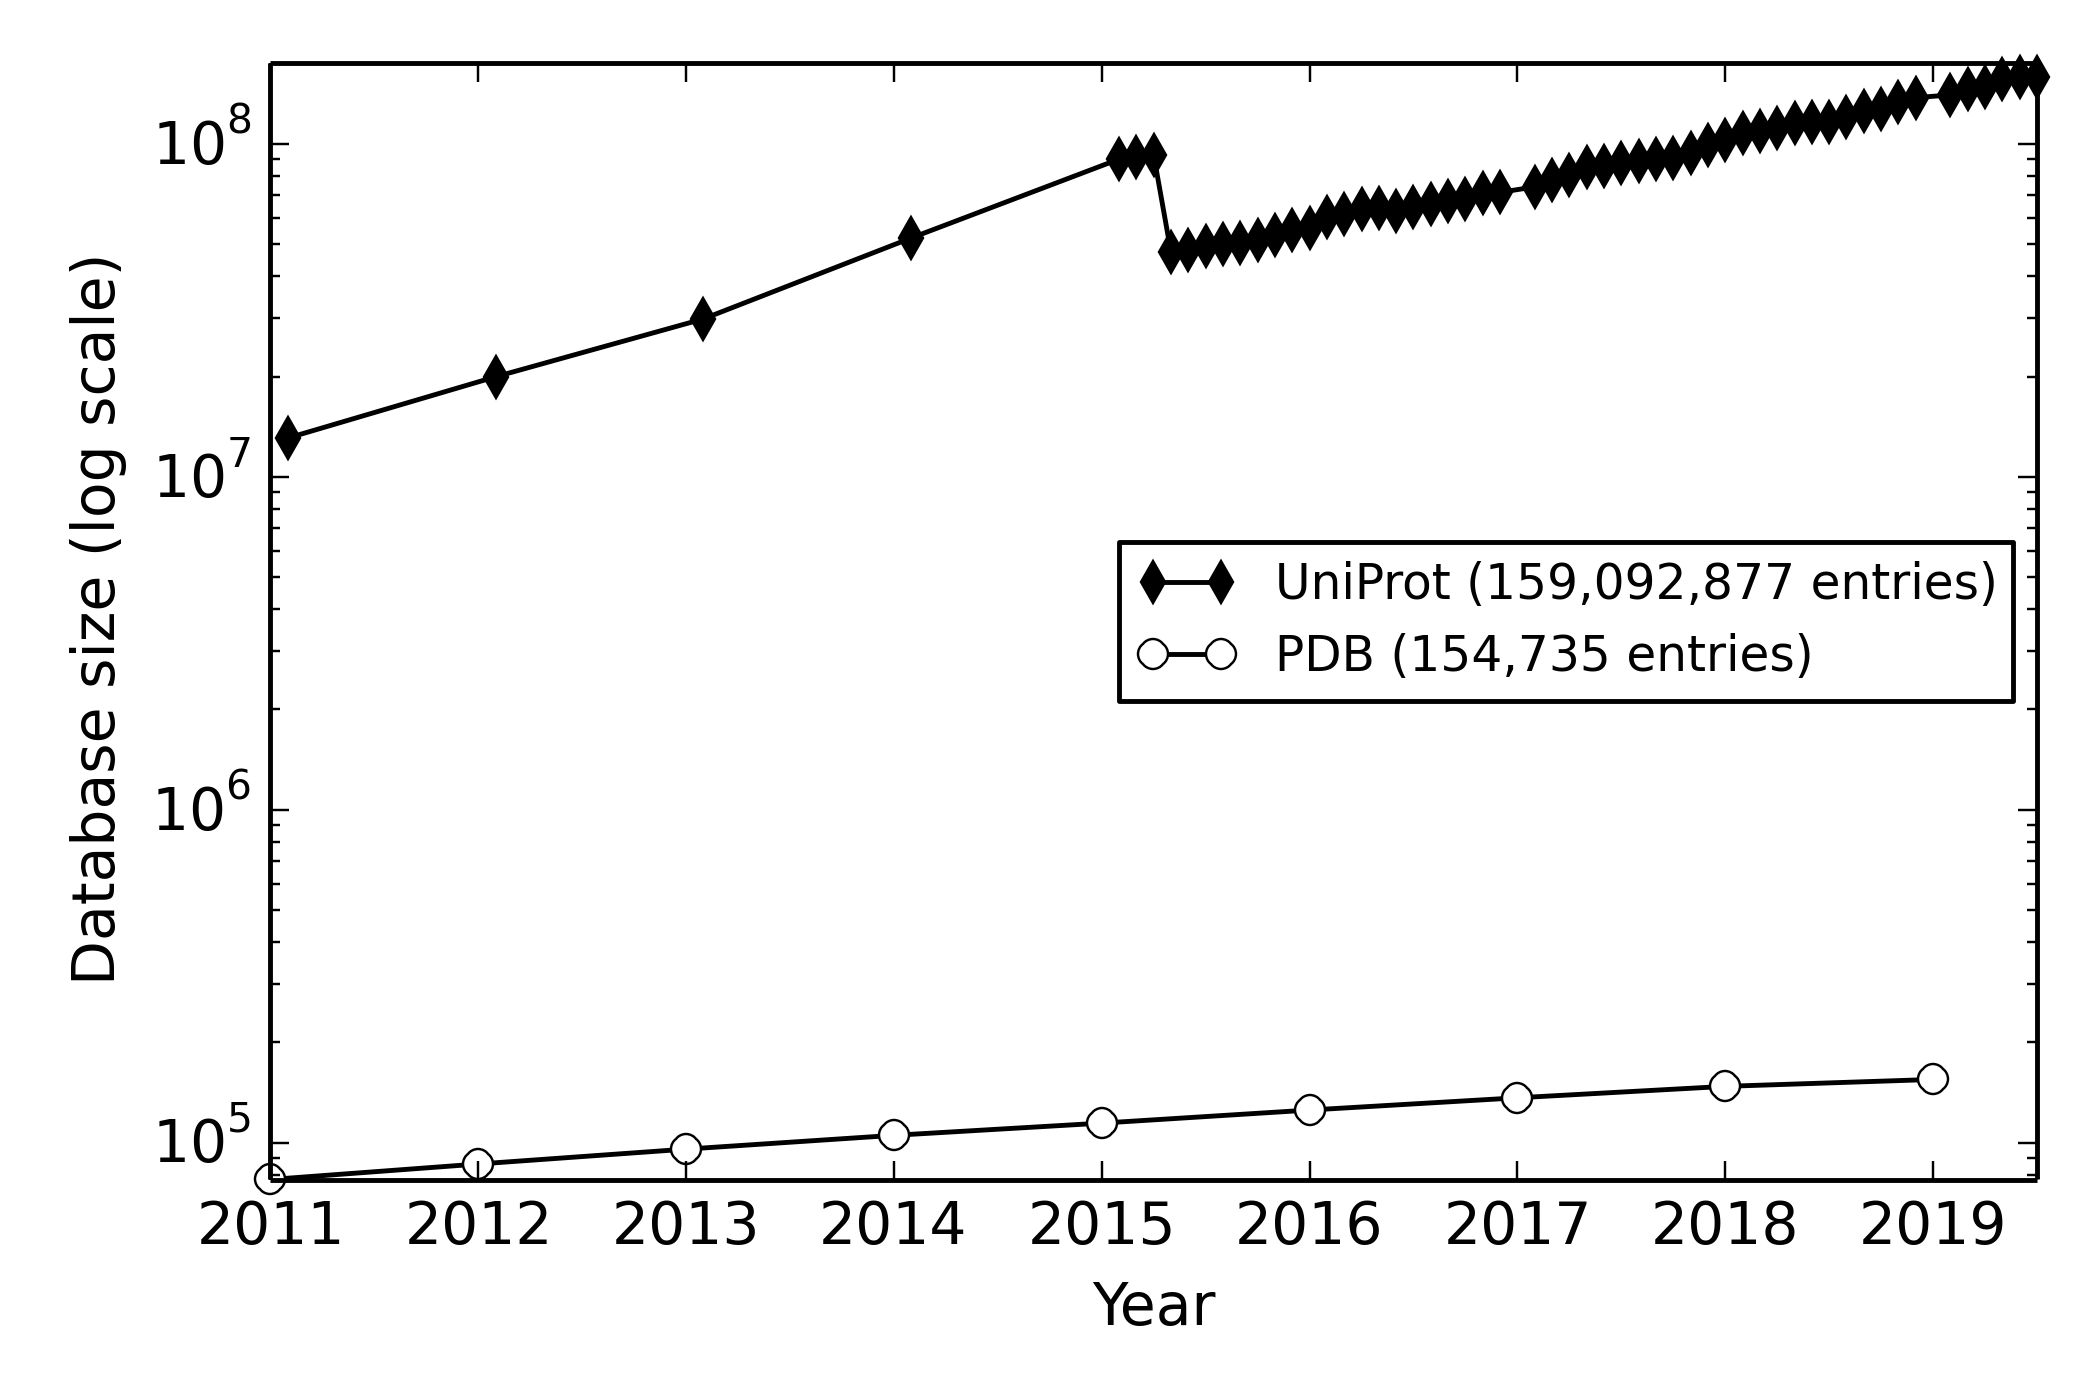 Database size (log scale)
10^8
10^7
10^6
10^5
UniProt (159,092,877 entries)
PDB (154,735 entries)
2011 2012 2013 2014 2015 2016 2017 2018 2019
Year